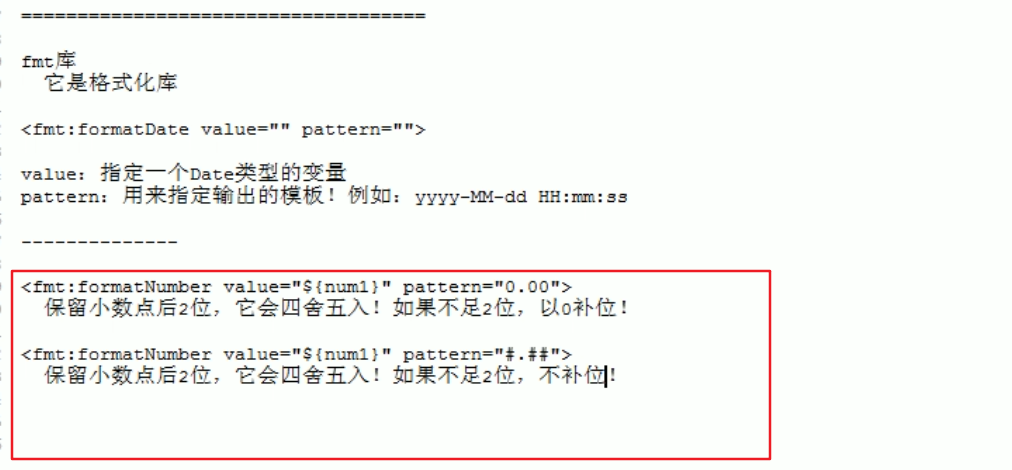 ====================================
fmt库
它是格式化库
<fmt:formatDate value="" pattern="">
value：指定一个Date类型的变量
pattern：用来指定输出的模板！例如：yyyy-MM-dd HH:mm:ss
--------------
<fmt:formatNumber value="${num1}" pattern="0.00">
保留小数点后2位，它会四舍五入！如果不足2位，以0补位！
<fmt:formatNumber value="${num1}" pattern="#.##">
保留小数点后2位，它会四舍五入！如果不足2位，不补位！